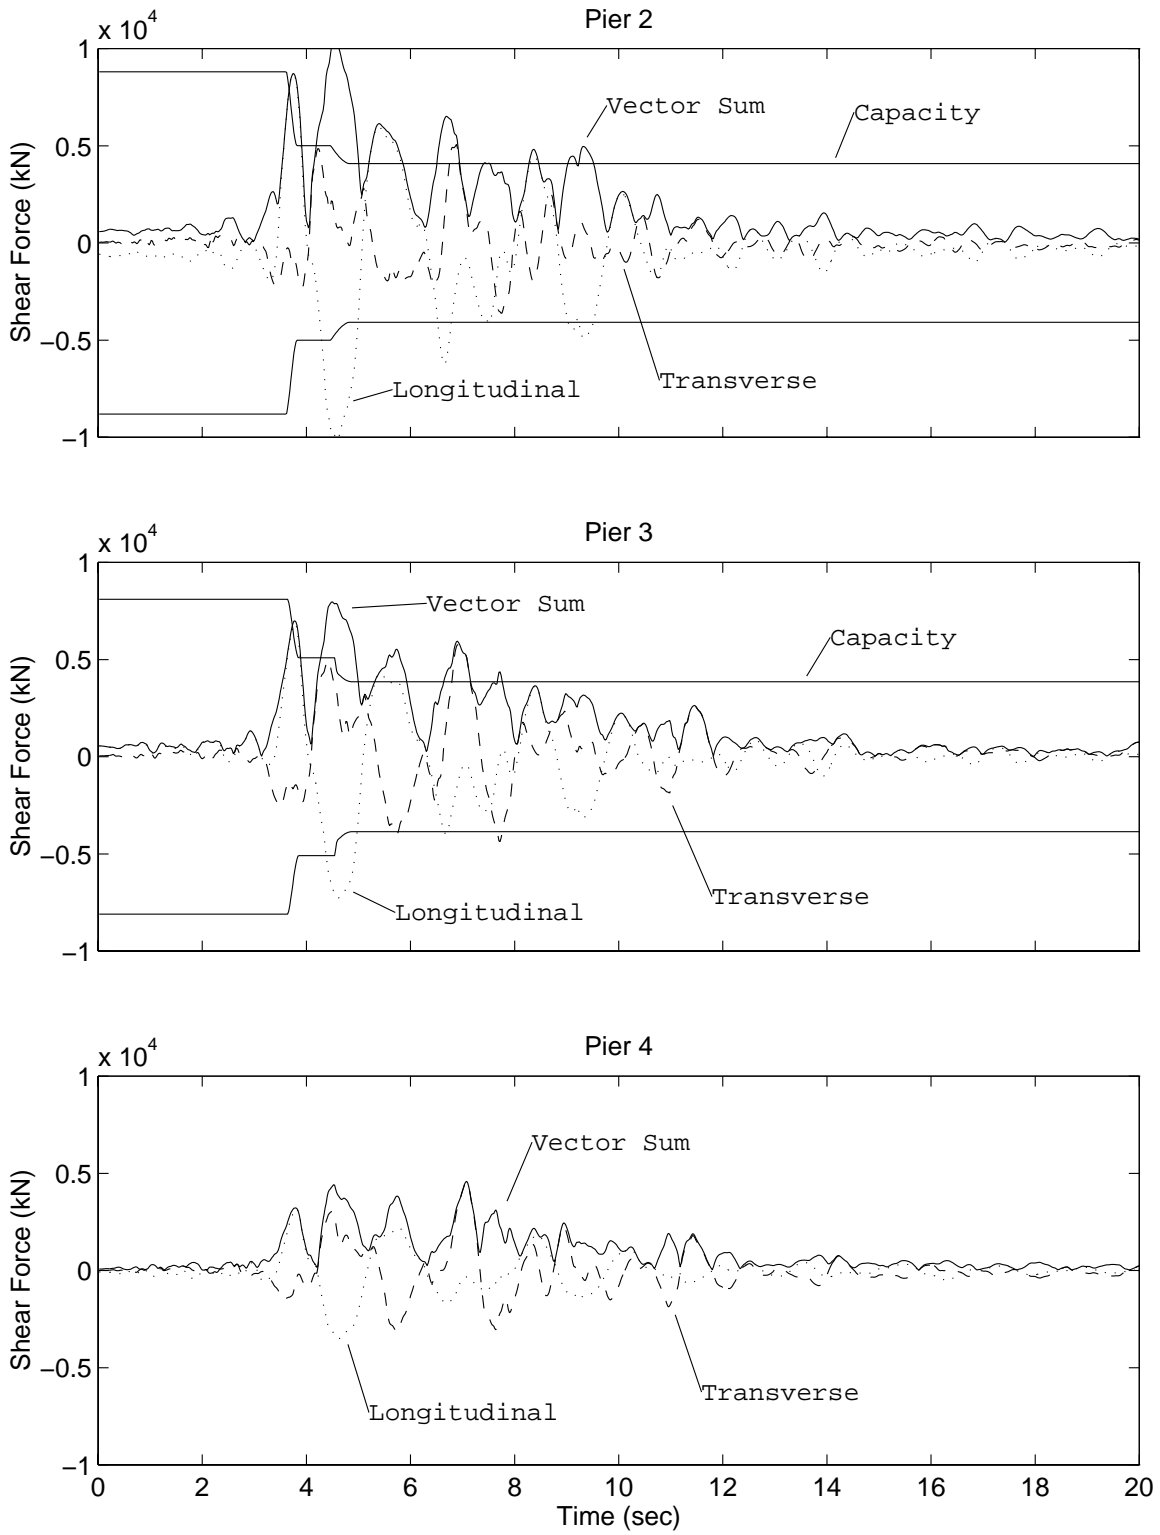 Pier 2
x 10^4
1
0.5
0
−0.5
−1
Shear Force (kN)
Vector Sum
Capacity
Transverse
Longitudinal
Pier 3
x 10^4
1
0.5
0
−0.5
−1
Shear Force (kN)
Vector Sum
Capacity
Transverse
Longitudinal
Pier 4
x 10^4
1
0.5
0
−0.5
−1
Shear Force (kN)
Vector Sum
Transverse
Longitudinal
0 2 4 6 8 10 12 14 16 18 20
Time (sec)